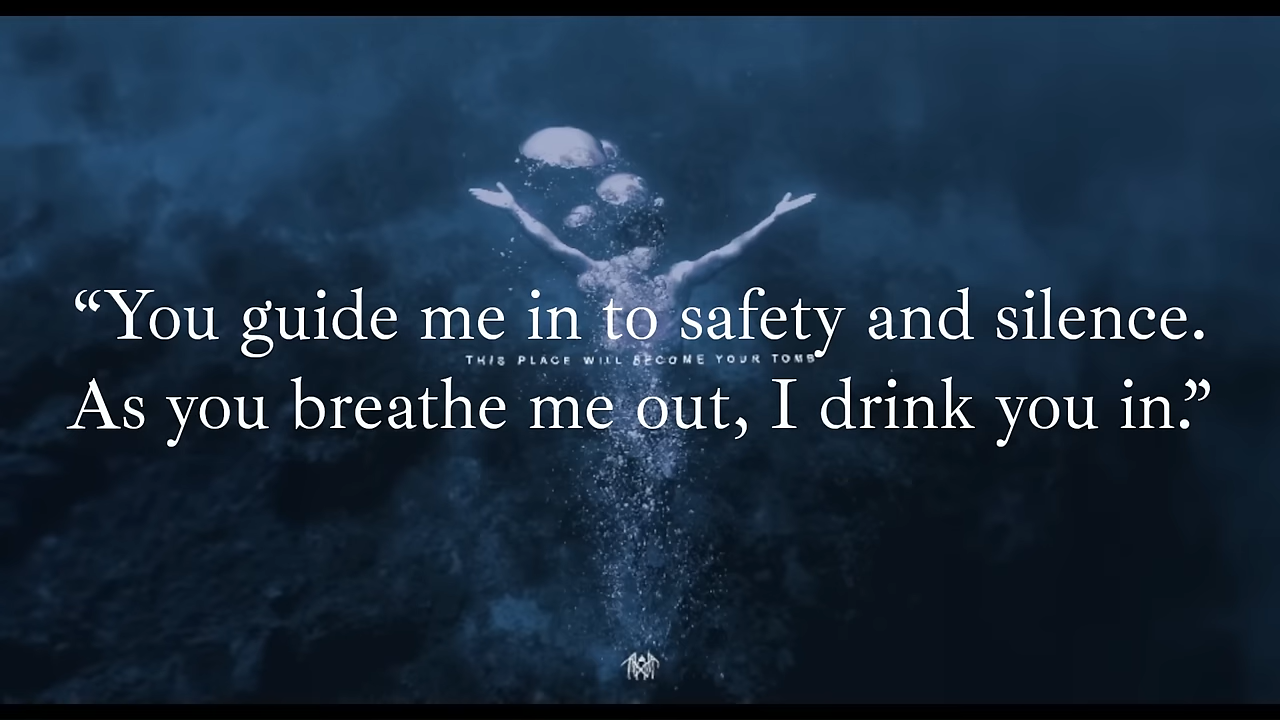 “You guide me in to safety and silence.
THIS PLACE WILL BECOME YOUR TOMB
As you breathe me out, I drink you in.”